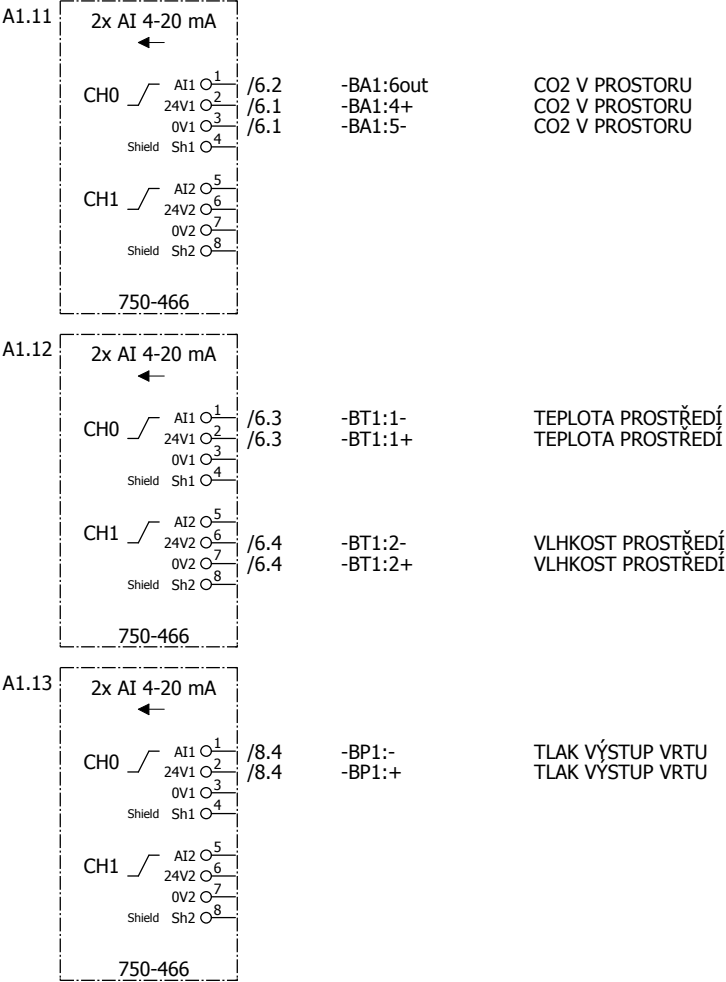 A1.11 2x AI 4-20 mA
CH0 AI1 1 /6.2 -BA1:6out CO2 V PROSTORU
24V1 2 /6.1 -BA1:4+ CO2 V PROSTORU
0V1 3 /6.1 -BA1:5- CO2 V PROSTORU
Shield Sh1 4
CH1 AI2 5
24V2 6
0V2 7
Shield Sh2 8
750-466
A1.12 2x AI 4-20 mA
CH0 AI1 1 /6.3 -BT1:1- TEPLOTA PROSTŘEDÍ
24V1 2 /6.3 -BT1:1+ TEPLOTA PROSTŘEDÍ
0V1 3
Shield Sh1 4
CH1 AI2 5
24V2 6 /6.4 -BT1:2- VLHKOST PROSTŘEDÍ
0V2 7 /6.4 -BT1:2+ VLHKOST PROSTŘEDÍ
Shield Sh2 8
750-466
A1.13 2x AI 4-20 mA
CH0 AI1 1 /8.4 -BP1:- TLAK VÝSTUP VRTU
24V1 2 /8.4 -BP1:+ TLAK VÝSTUP VRTU
0V1 3
Shield Sh1 4
CH1 AI2 5
24V2 6
0V2 7
Shield Sh2 8
750-466